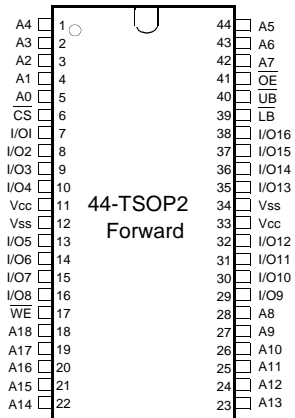 A4 1 44 A5
A3 2 43 A6
A2 3 42 A7
A1 4 41 OE
A0 5 40 UB
CS 6 39 LB
I/OI 7 38 I/O16
I/O2 8 37 I/O15
I/O3 9 36 I/O14
I/O4 10 35 I/O13
Vcc 11 34 Vss
Vss 12 33 Vcc
44-TSOP2
Forward
I/O5 13 32 I/O12
I/O6 14 31 I/O11
I/O7 15 30 I/O10
I/O8 16 29 I/O9
WE 17 28 A8
A18 18 27 A9
A17 19 26 A10
A16 20 25 A11
A15 21 24 A12
A14 22 23 A13